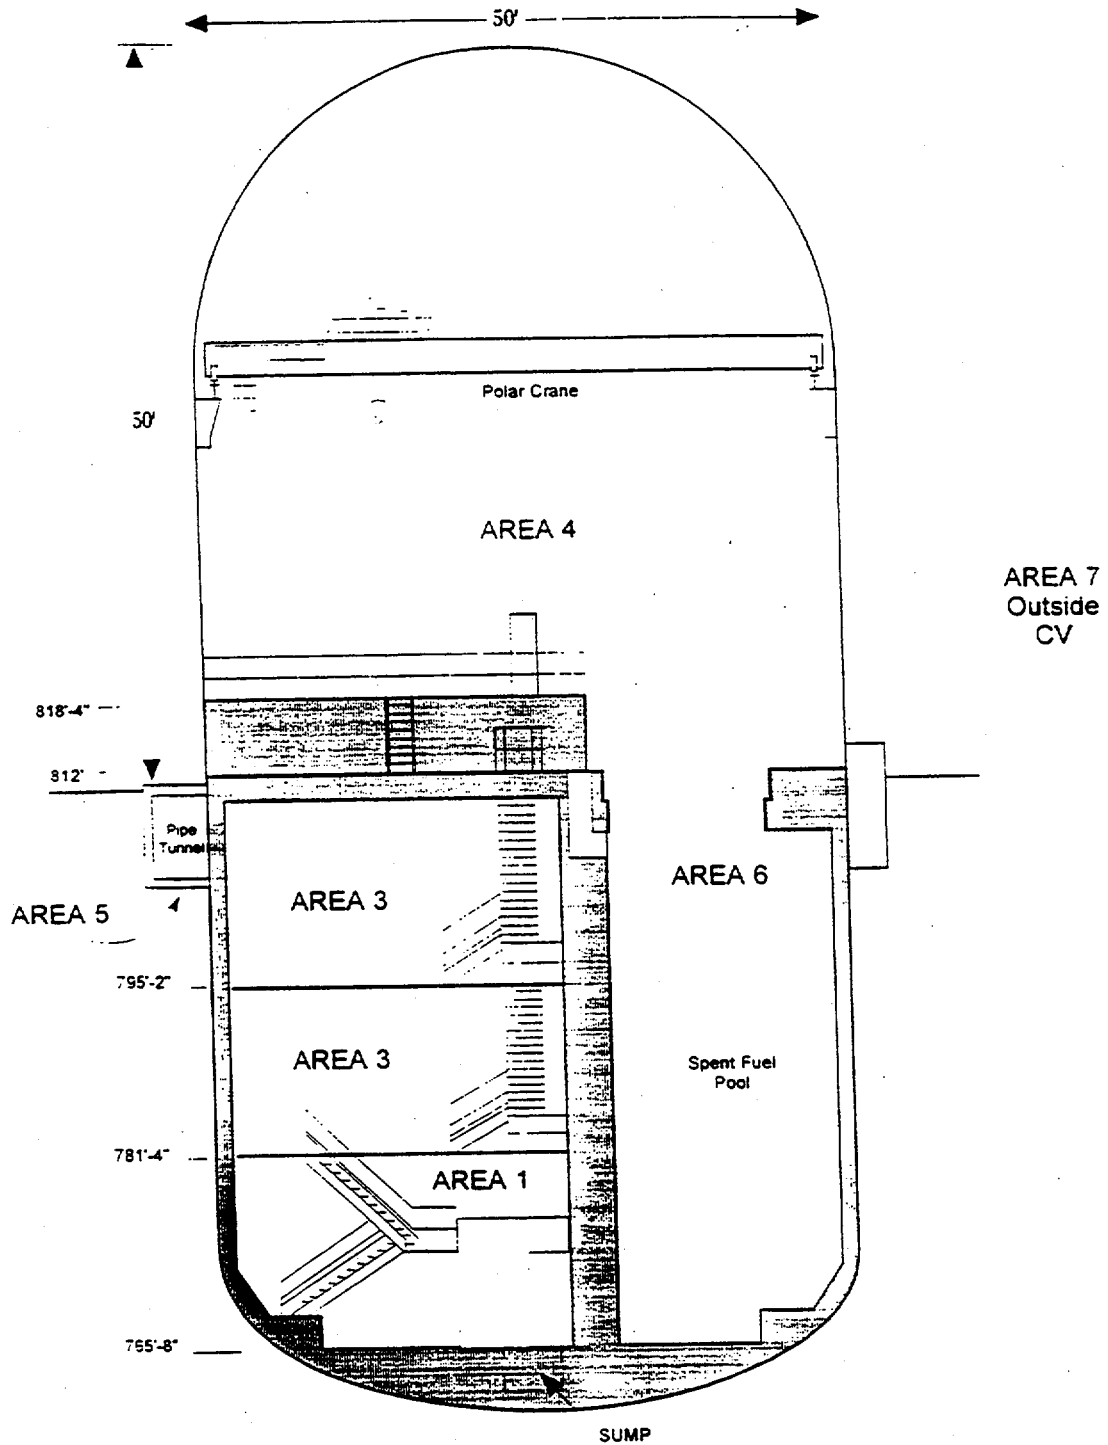 50'
Polar Crane
50'
AREA 4
AREA 7
Outside
CV
818'-4"
812'
Pipe
Tunnel
AREA 3
AREA 6
AREA 5
795'-2"
AREA 3
Spent Fuel
Pool
781'-4"
AREA 1
765'-8"
SUMP